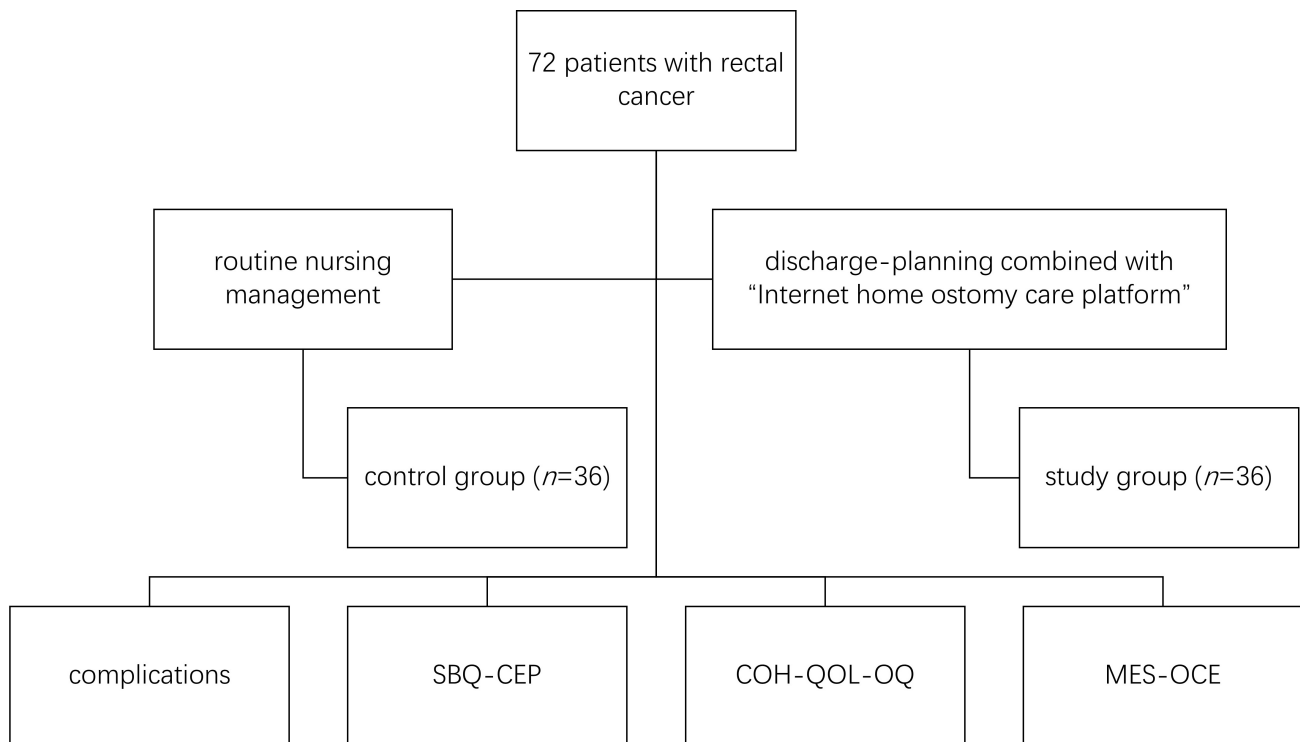 72 patients with rectal
cancer
routine nursing
management
discharge-planning combined with
“Internet home ostomy care platform”
control group (n=36)
study group (n=36)
complications
SBQ-CEP
COH-QOL-OQ
MES-OCE